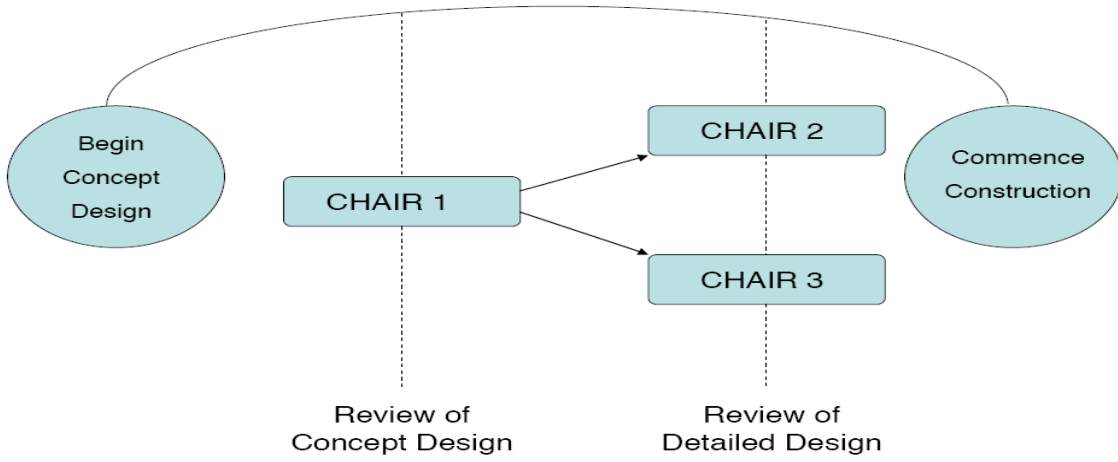 Begin
Concept
Design
CHAIR 1
CHAIR 2
CHAIR 3
Commence
Construction
Review of
Concept Design
Review of
Detailed Design